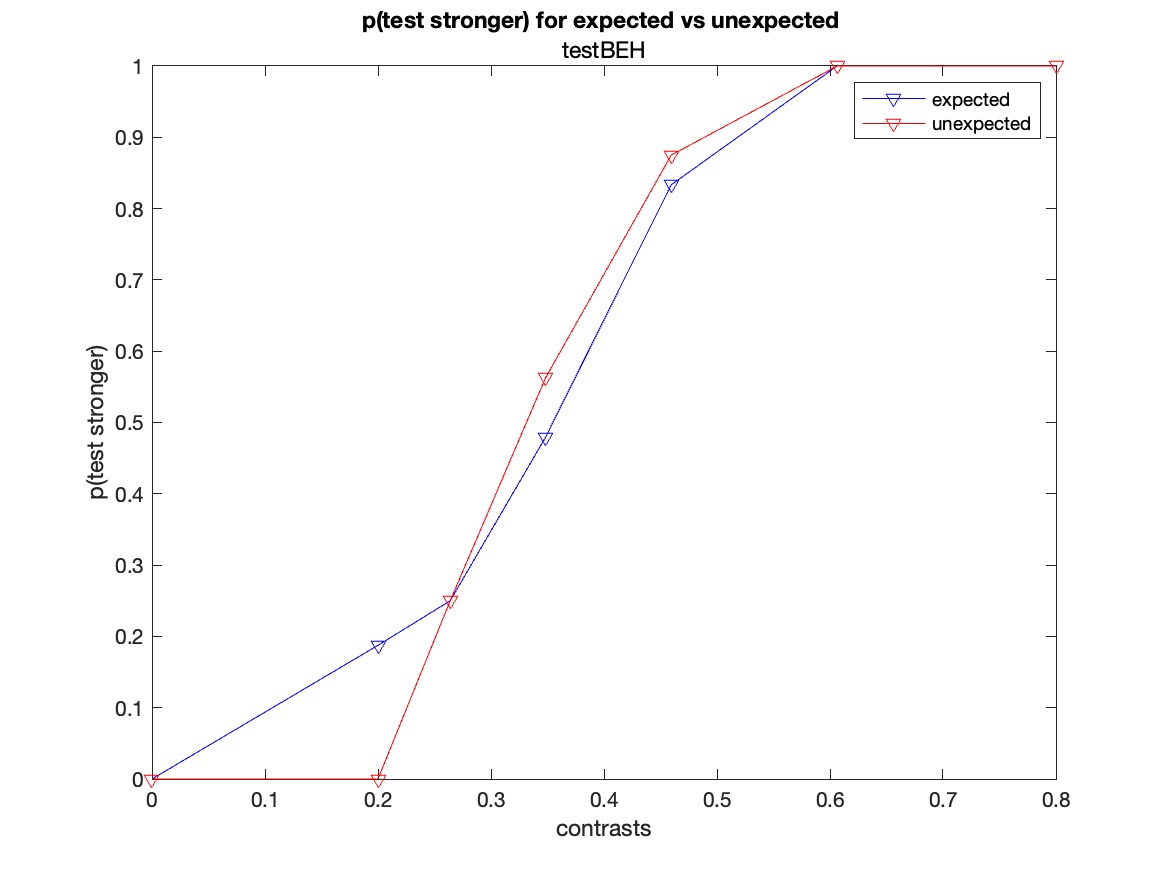 p(test stronger) for expected vs unexpected
testBEH
1
0.9
0.8
0.7
0.6
0.5
0.4
0.3
0.2
0.1
0
p(test stronger)
expected
unexpected
0 0.1 0.2 0.3 0.4 0.5 0.6 0.7 0.8
contrasts